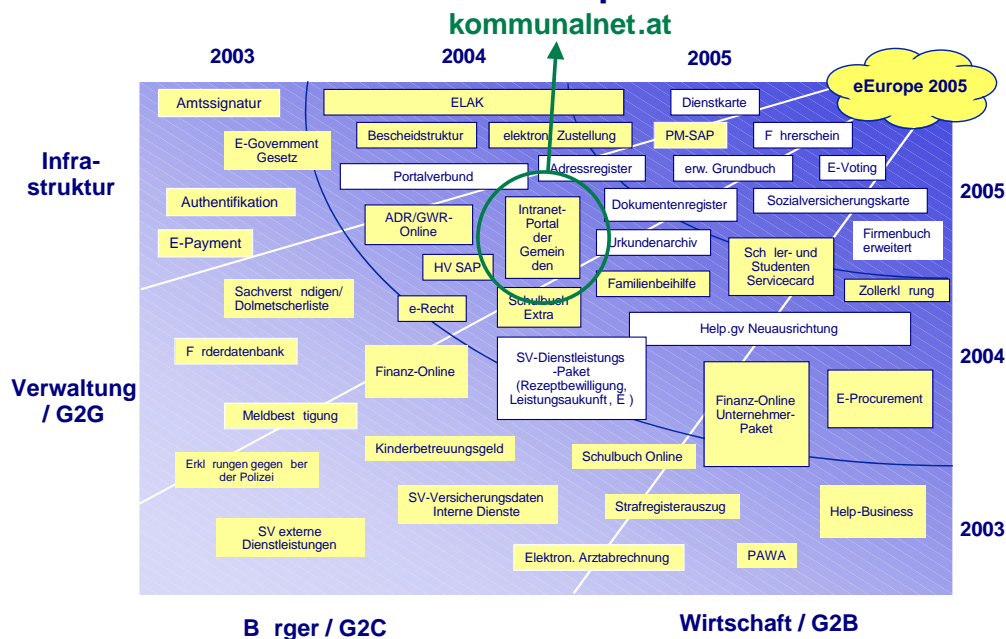 kommunalnet.at
2003
2004
2005
eEurope 2005
Amtssignatur
ELAK
Dienstkarte
E-Government
Gesetz
Bescheidstruktur
elektron. Zustellung
PM-SAP
F hrerschein
Infra-
struktur
Portalverbund
Adressregister
erw. Grundbuch
E-Voting
2005
Authentifikation
ADR/GWR-
Online
Intranet-
Portal
der
Gemein
den
Dokumentenregister
Sozialversicherungskarte
E-Payment
Urkundenarchiv
Firmenbuch
erweitert
HV SAP
Sch ler- und
Studenten
Servicecard
Sachverst ndigen/
Dolmetscherliste
e-Recht
Schulbuch
Extra
Familienbeihilfe
Zollerkl rung
Help.gv Neuausrichtung
F rderdatenbank
Finanz-Online
SV-Dienstleistungs
-Paket
(Rezeptbewilligung,
Leistungsaukunft, E )
2004
Verwaltung
/ G2G
Finanz-Online
Unternehmer-
Paket
E-Procurement
Meldbest tigung
Kinderbetreuungsgeld
Schulbuch Online
Erkl rungen gegen ber
der Polizei
SV-Versicherungsdaten
Interne Dienste
Strafregisterauszug
Help-Business
SV externe
Dienstleistungen
Elektron. Arztabrechnung
PAWA
2003
B rger / G2C
Wirtschaft / G2B